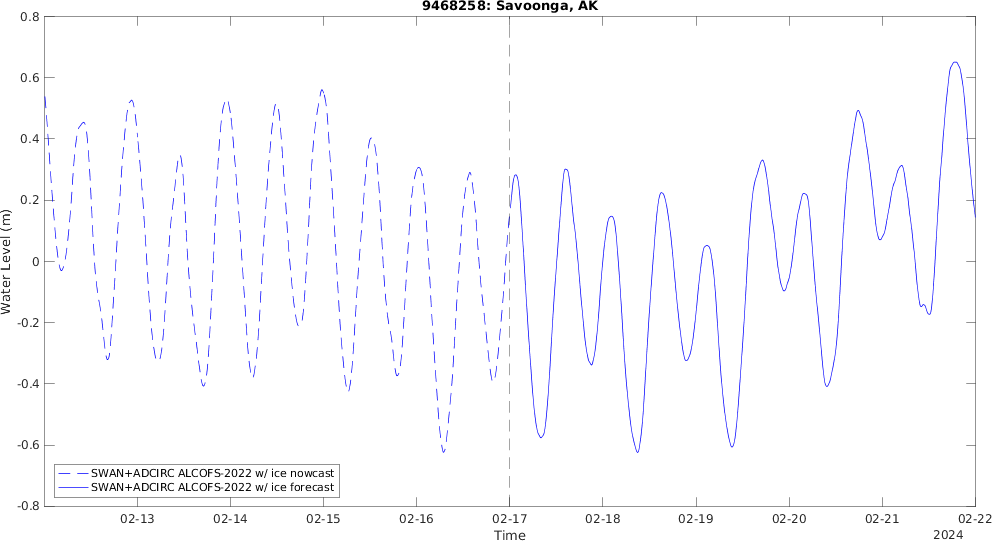 9468258: Savoonga, AK
0.8
0.6
0.4
0.2
0
-0.2
-0.4
-0.6
-0.8
Water Level (m)
SWAN+ADCIRC ALCOFS-2022 w/ ice nowcast
SWAN+ADCIRC ALCOFS-2022 w/ ice forecast
02-13 02-14 02-15 02-16 02-17 02-18 02-19 02-20 02-21 02-22
Time
2024